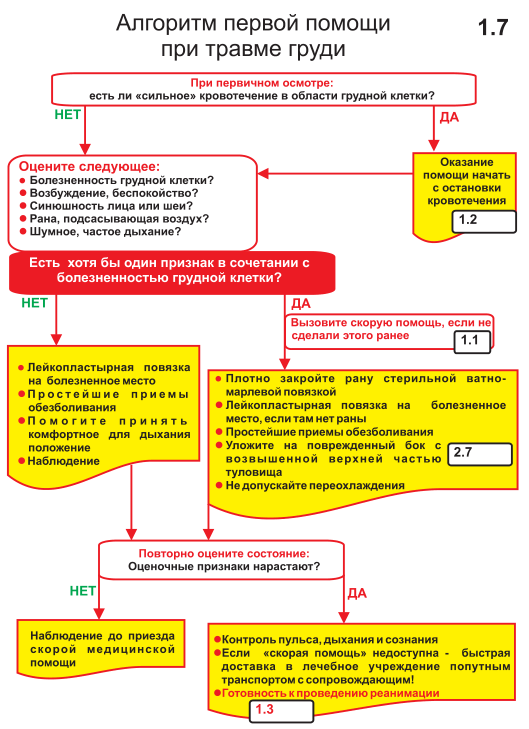 Алгоритм первой помощи
при травме груди
1.7
При первичном осмотре:
есть ли «сильное» кровотечение в области грудной клетки?
НЕТ
ДА
Оцените следующее:
● Болезненность грудной клетки?
● Возбуждение, беспокойство?
● Синюшность лица или шеи?
● Рана, подсасывающая воздух?
● Шумное, частое дыхание?
Оказание
помощи начать
с остановки
кровотечения
1.2
Есть хотя бы один признак в сочетании с
болезненностью грудной клетки?
НЕТ
ДА
Вызовите скорую помощь, если не
сделали этого ранее
1.1
● Лейкопластырная повязка
на болезненное место
● Простейшие приемы
обезболивания
● Помогите принять
комфортное для дыхания
положение
● Наблюдение
● Плотно закройте рану стерильной ватно-
марлевой повязкой
● Лейкопластырная повязка на болезненное
место, если там нет раны
● Простейшие приемы обезболивания
● Уложите на поврежденный бок с
возвышенной верхней частью
туловища
● Не допускайте переохлаждения
2.7
Повторно оцените состояние:
Оценочные признаки нарастают?
НЕТ
ДА
Наблюдение до приезда
скорой медицинской
помощи
● Контроль пульса, дыхания и сознания
● Если «скорая помощь» недоступна - быстрая
доставка в лечебное учреждение попутным
транспортом с сопровождающим!
● Готовность к проведению реанимации
1.3